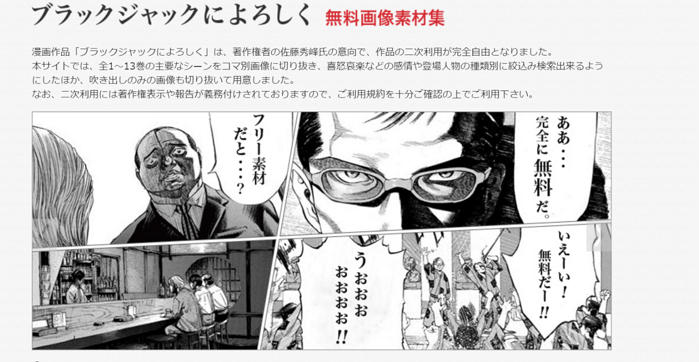 ブラックジャックによろしく 無料画像素材集
漫画作品「ブラックジャックによろしく」は、著作権者の佐藤秀峰氏の意向で、作品の二次利用が完全自由となりました。
本サイトでは、全1～13巻の主要なシーンをコマ別画像に切り抜き、喜怒哀楽などの感情や登場人物の種類別に絞込み検索出来るよう
にしたほか、吹き出しのみの画像も切り抜いて用意しました。
なお、二次利用には著作権表示や報告が義務付けされておりますので、ご利用規約を十分ご確認の上でご利用下さい。
ああ・・・
完全に無料だ。
フリー素材
だと・・・？
いえーい！
無料だー!!
うぉぉぉ
ぉぉぉぉ!!